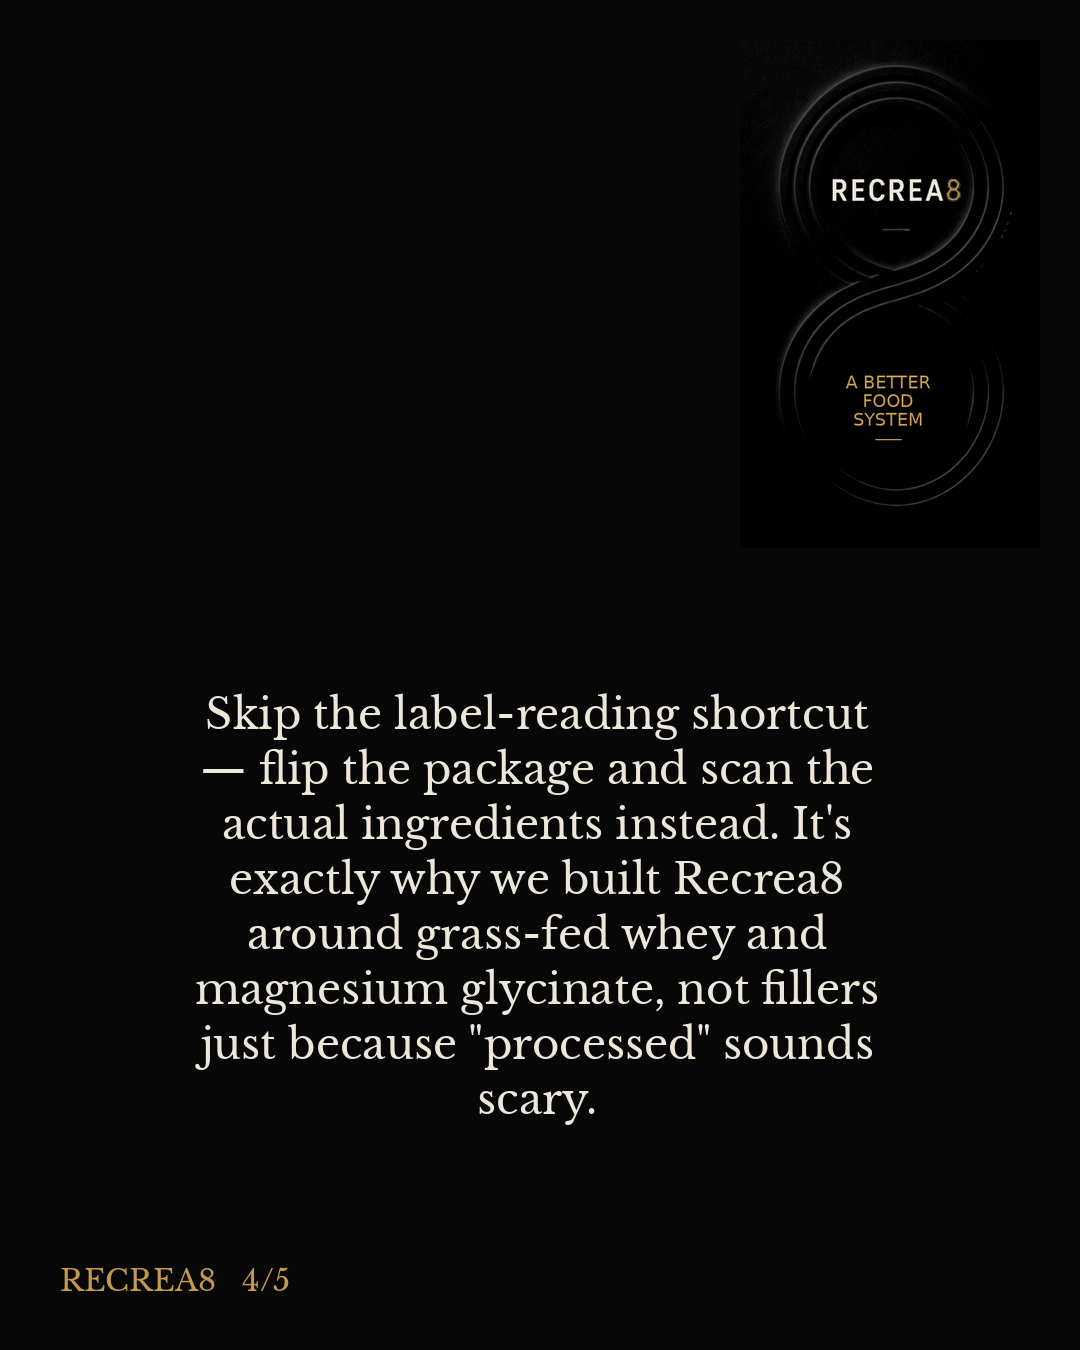 RECREA8
A BETTER
FOOD
SYSTEM
Skip the label-reading shortcut
— flip the package and scan the
actual ingredients instead. It's
exactly why we built Recrea8
around grass-fed whey and
magnesium glycinate, not fillers
just because "processed" sounds
scary.
RECREA8 4/5